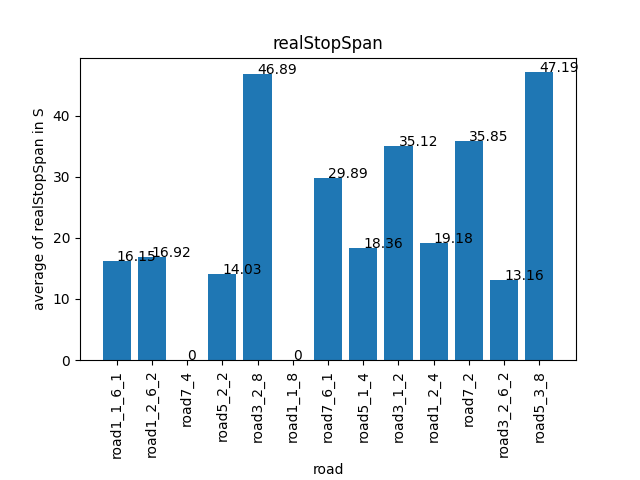 realStopSpan
average of realStopSpan in S
40
30
20
10
0
16.15
16.92
0
14.03
46.89
0
29.89
18.36
35.12
19.18
35.85
13.16
47.19
road1_1_6_1
road1_2_6_2
road7_4
road5_2_2
road3_2_8
road1_1_8
road7_6_1
road5_1_4
road3_1_2
road1_2_4
road7_2
road3_2_6_2
road5_3_8
road